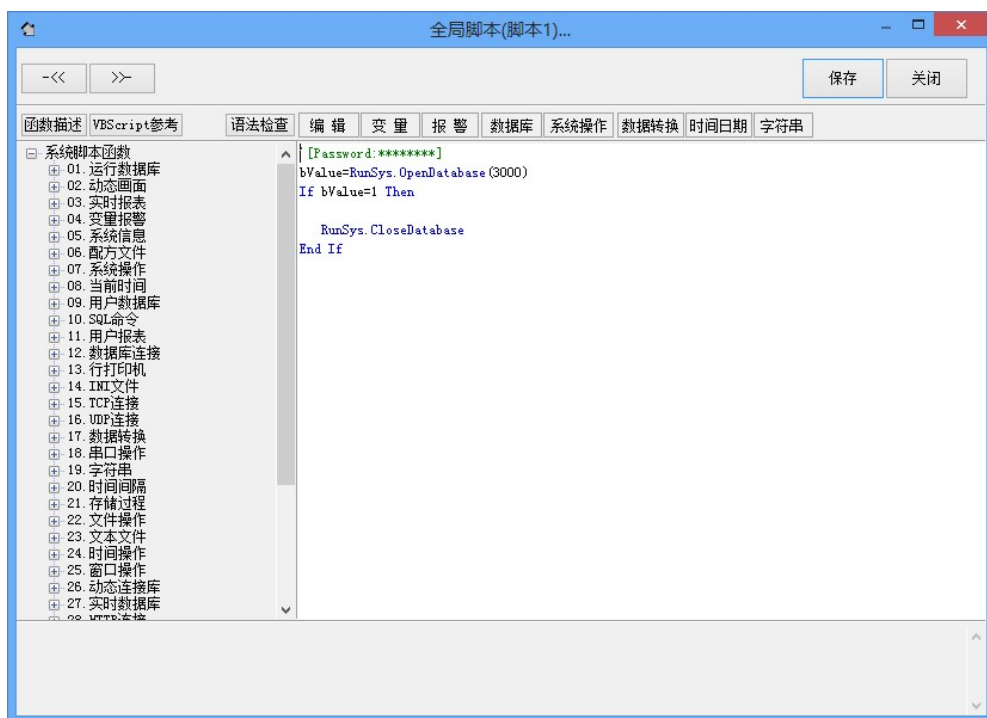 全局脚本(脚本1)...
-<< >>-
保存 关闭
函数描述 VBScript参考 语法检查 编 辑 变 量 报 警 数据库 系统操作 数据转换 时间日期 字符串
系统脚本函数
01.运行数据库
02.动态画面
03.实时报表
04.变量报警
05.系统信息
06.配方文件
07.系统操作
08.当前时间
09.用户数据库
10.SQL命令
11.用户报表
12.数据库连接
13.行打印机
14.INI文件
15.TCP连接
16.UDP连接
17.数据转换
18.串口操作
19.字符串
20.时间间隔
21.存储过程
22.文件操作
23.文本文件
24.时间操作
25.窗口操作
26.动态连接库
27.实时数据库
28.HTTP连接
' [Password:********]
bValue=RunSys.OpenDatabase(3000)
If bValue=1 Then
RunSys.CloseDatabase
End If